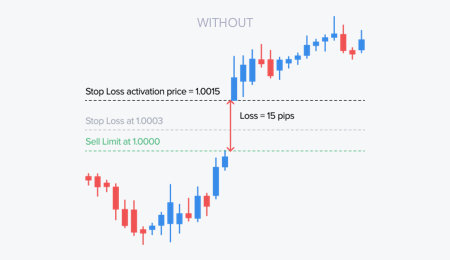 WITHOUT
Stop Loss activation price = 1.0015
Loss = 15 pips
Stop Loss at 1.0003
Sell Limit at 1.0000